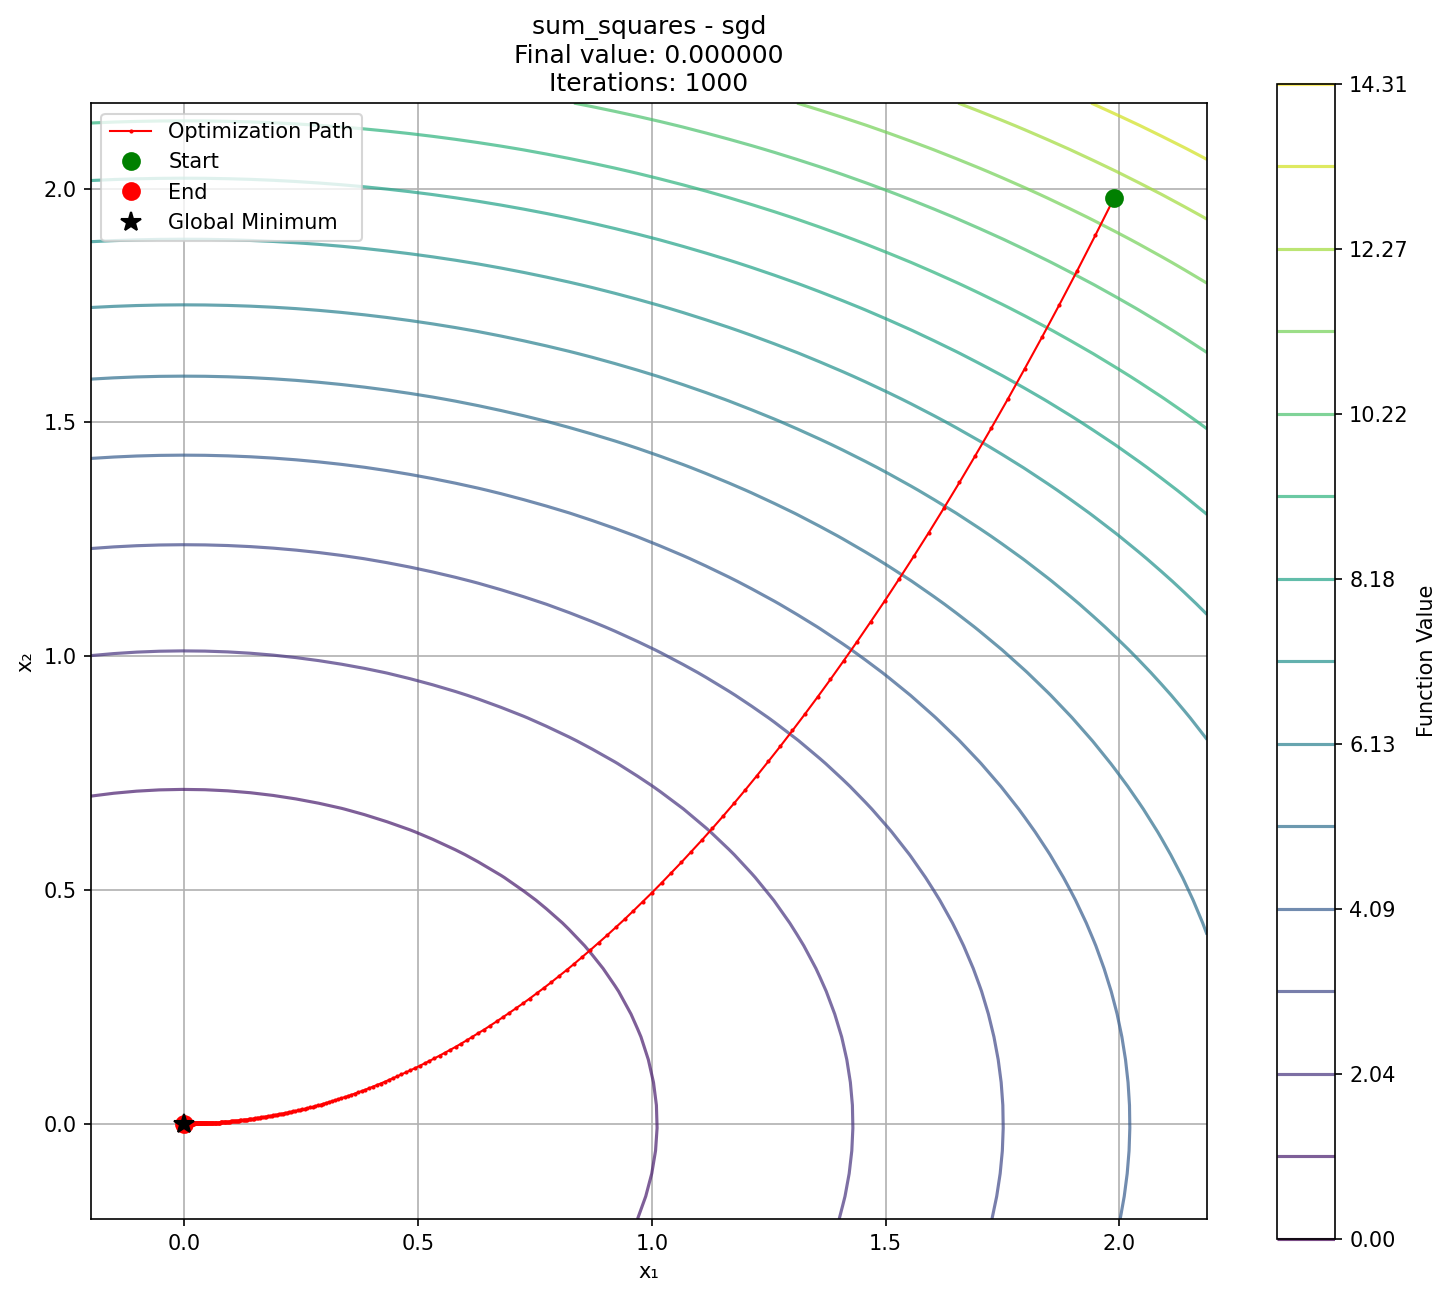 sum_squares - sgd
Final value: 0.000000
Iterations: 1000
Optimization Path
Start
End
Global Minimum
2.0
1.5
1.0
0.5
0.0
x₂
0.0
0.5
1.0
1.5
2.0
x₁
14.31
12.27
10.22
8.18
6.13
4.09
2.04
0.00
Function Value